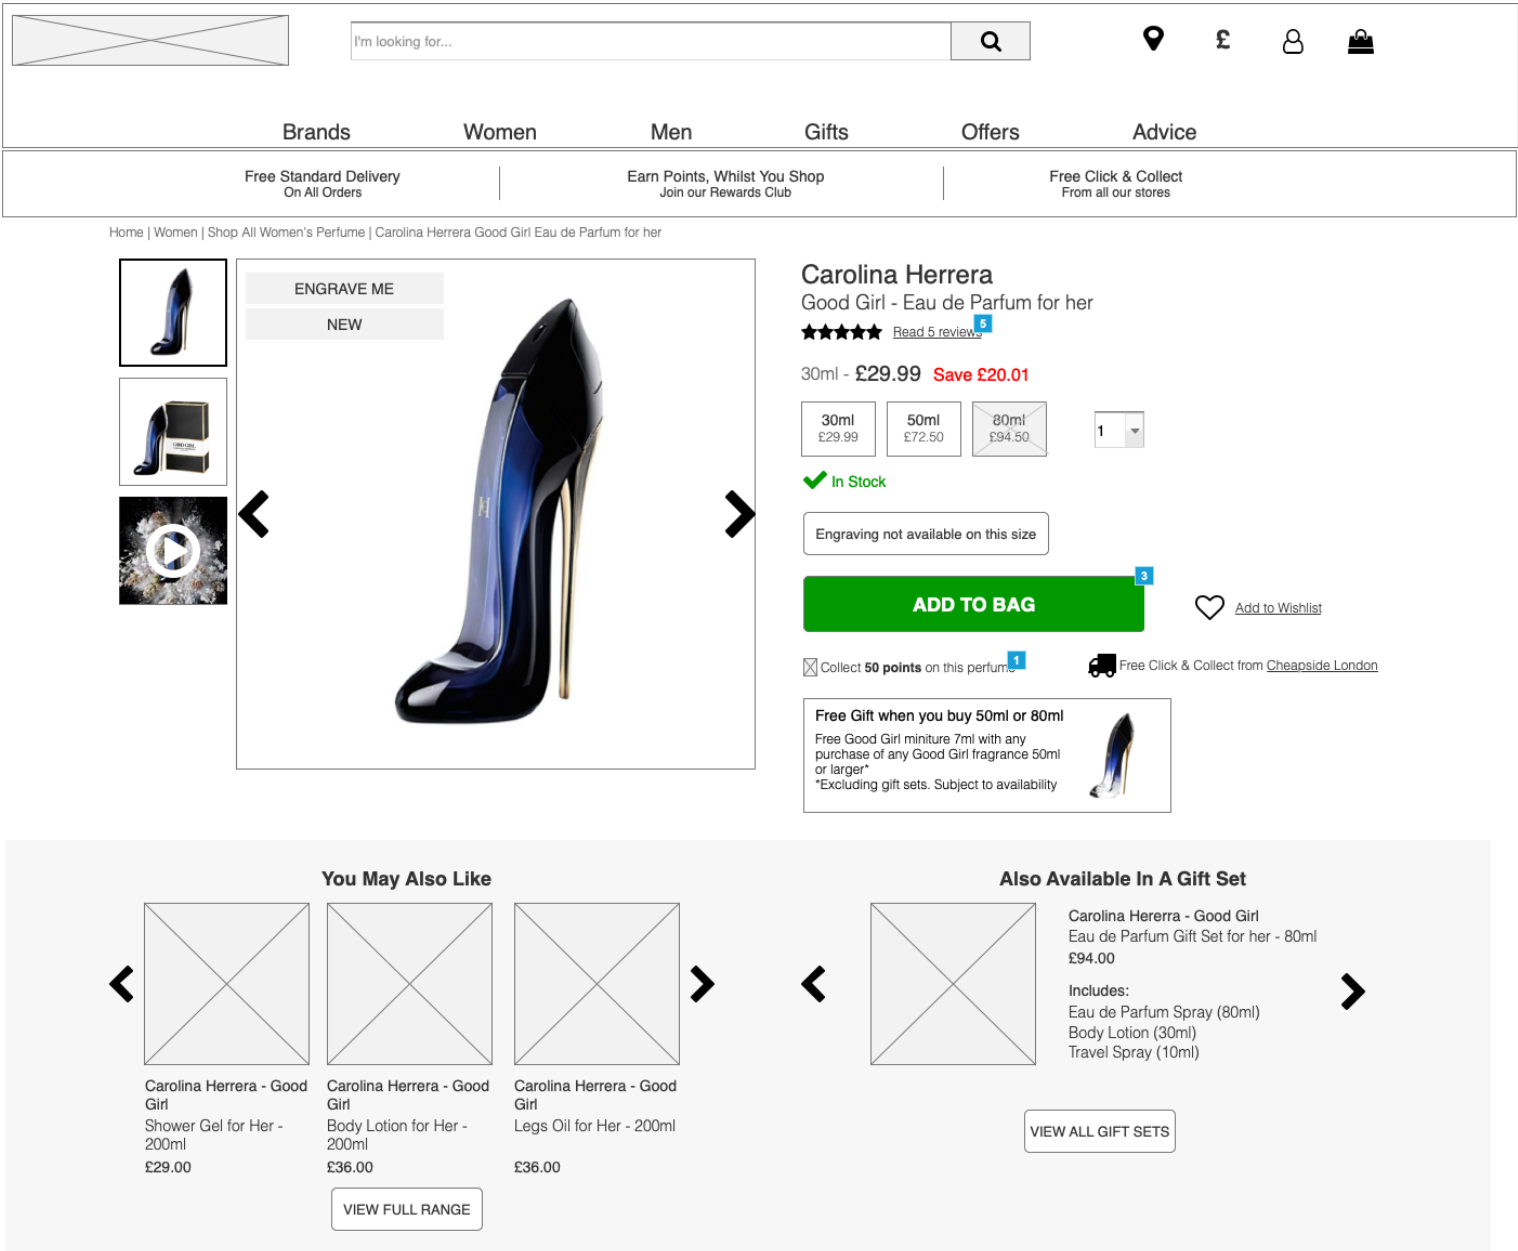 I'm looking for...
£
Brands
Women
Men
Gifts
Offers
Advice
Free Standard Delivery
On All Orders
Earn Points, Whilst You Shop
Join our Rewards Club
Free Click & Collect
From all our stores
Home | Women | Shop All Women's Perfume | Carolina Herrera Good Girl Eau de Parfum for her
ENGRAVE ME
NEW
Carolina Herrera
Good Girl - Eau de Parfum for her
Read 5 reviews
5
30ml - £29.99 Save £20.01
30ml
£29.99
50ml
£72.50
80ml
£94.50
1
In Stock
Engraving not available on this size
ADD TO BAG
3
Add to Wishlist
Collect 50 points on this perfume
1
Free Click & Collect from Cheapside London
Free Gift when you buy 50ml or 80ml
Free Good Girl miniture 7ml with any
purchase of any Good Girl fragrance 50ml
or larger*
*Excluding gift sets. Subject to availability
You May Also Like
Carolina Herrera - Good
Girl
Shower Gel for Her -
200ml
£29.00
Carolina Herrera - Good
Girl
Body Lotion for Her -
200ml
£36.00
Carolina Herrera - Good
Girl
Legs Oil for Her - 200ml
£36.00
VIEW FULL RANGE
Also Available In A Gift Set
Carolina Hererra - Good Girl
Eau de Parfum Gift Set for her - 80ml
£94.00
Includes:
Eau de Parfum Spray (80ml)
Body Lotion (30ml)
Travel Spray (10ml)
VIEW ALL GIFT SETS